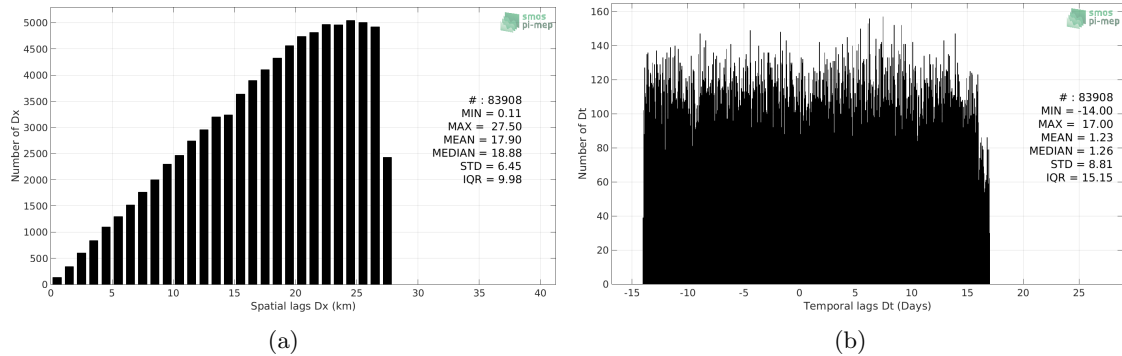 5000
4500
4000
3500
3000
2500
2000
1500
1000
500
0
Number of Dx
0 5 10 15 20 25 30 35 40
Spatial lags Dx (km)
smos
pi-mep
# : 83908
MIN = 0.11
MAX = 27.50
MEAN = 17.90
MEDIAN = 18.88
STD = 6.45
IQR = 9.98
(a)
160
140
120
100
80
60
40
20
0
Number of Dt
-15 -10 -5 0 5 10 15 20 25
Temporal lags Dt (Days)
smos
pi-mep
# : 83908
MIN = -14.00
MAX = 17.00
MEAN = 1.23
MEDIAN = 1.26
STD = 8.81
IQR = 15.15
(b)